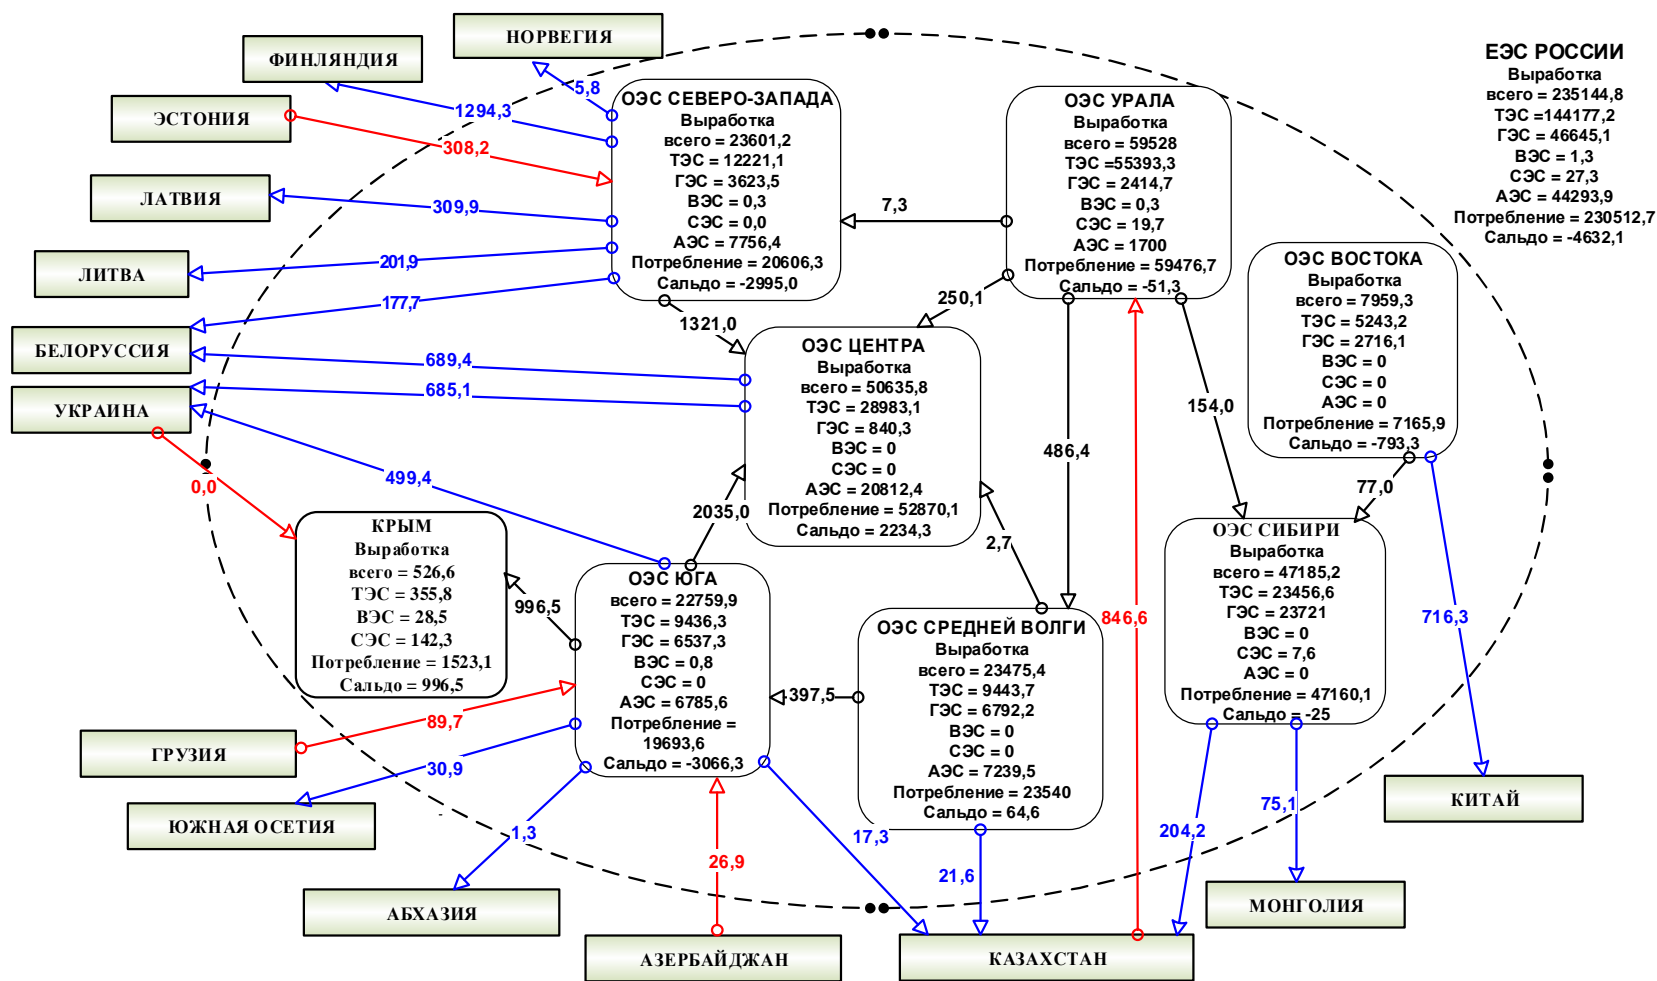 НОРВЕГИЯ
ФИНЛЯНДИЯ
ЭСТОНИЯ
ЛАТВИЯ
ЛИТВА
БЕЛОРУССИЯ
УКРАИНА
5,8
1294,3
308,2
309,9
201,9
177,7
689,4
685,1
499,4
0,0
ОЭС СЕВЕРО-ЗАПАДА
Выработка
всего = 23601,2
ТЭС = 12221,1
ГЭС = 3623,5
ВЭС = 0,3
СЭС = 0,0
АЭС = 7756,4
Потребление = 20606,3
Сальдо = -2995,0
7,3
250,1
1321,0
ОЭС УРАЛА
Выработка
всего = 59528
ТЭС =55393,3
ГЭС = 2414,7
ВЭС = 0,3
СЭС = 19,7
АЭС = 1700
Потребление = 59476,7
Сальдо = -51,3
ЕЭС РОССИИ
Выработка
всего = 235144,8
ТЭС =144177,2
ГЭС = 46645,1
ВЭС = 1,3
СЭС = 27,3
АЭС = 44293,9
Потребление = 230512,7
Сальдо = -4632,1
ОЭС ВОСТОКА
Выработка
всего = 7959,3
ТЭС = 5243,2
ГЭС = 2716,1
ВЭС = 0
СЭС = 0
АЭС = 0
Потребление = 7165,9
Сальдо = -793,3
ОЭС ЦЕНТРА
Выработка
всего = 50635,8
ТЭС = 28983,1
ГЭС = 840,3
ВЭС = 0
СЭС = 0
АЭС = 20812,4
Потребление = 52870,1
Сальдо = 2234,3
486,4
154,0
77,0
2035,0
2,7
996,5
КРЫМ
Выработка
всего = 526,6
ТЭС = 355,8
ВЭС = 28,5
СЭС = 142,3
Потребление = 1523,1
Сальдо = 996,5
ОЭС ЮГА
всего = 22759,9
ТЭС = 9436,3
ГЭС = 6537,3
ВЭС = 0,8
СЭС = 0
АЭС = 6785,6
Потребление =
19693,6
Сальдо = -3066,3
397,5
ОЭС СРЕДНЕЙ ВОЛГИ
Выработка
всего = 23475,4
ТЭС = 9443,7
ГЭС = 6792,2
ВЭС = 0
СЭС = 0
АЭС = 7239,5
Потребление = 23540
Сальдо = 64,6
846,6
ОЭС СИБИРИ
Выработка
всего = 47185,2
ТЭС = 23456,6
ГЭС = 23721
ВЭС = 0
СЭС = 7,6
АЭС = 0
Потребление = 47160,1
Сальдо = -25
716,3
89,7
30,9
1,3
26,9
17,3
21,6
204,2
75,1
ГРУЗИЯ
ЮЖНАЯ ОСЕТИЯ
АБХАЗИЯ
АЗЕРБАЙДЖАН
КАЗАХСТАН
МОНГОЛИЯ
КИТАЙ